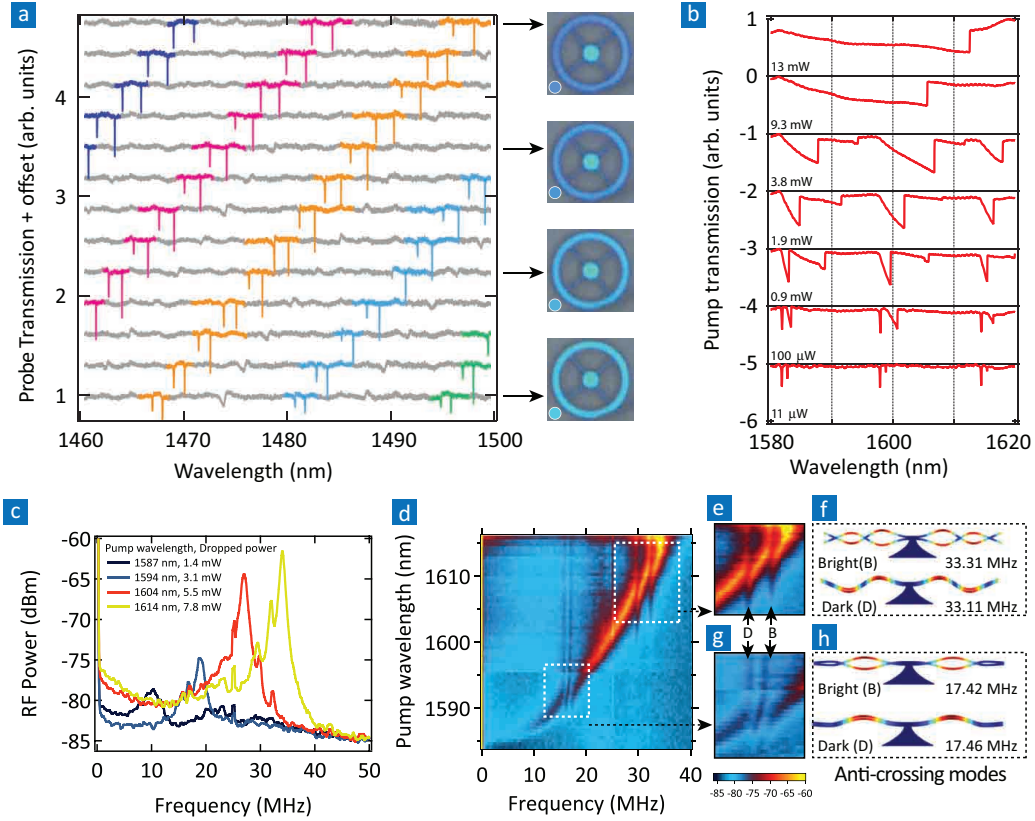 a
Probe Transmission + offset (arb. units)
4
3
2
1
1460
1470
1480
1490
1500
Wavelength (nm)
b
Pump transmission (arb. units)
1
0
-1
-2
-3
-4
-5
-6
13 mW
9.3 mW
3.8 mW
1.9 mW
0.9 mW
100 µW
11 µW
1580
1600
1620
Wavelength (nm)
c
RF Power (dBm)
-60
-65
-70
-75
-80
-85
Pump wavelength, Dropped power
1587 nm, 1.4 mW
1594 nm, 3.1 mW
1604 nm, 5.5 mW
1614 nm, 7.8 mW
0
10
20
30
40
50
Frequency (MHz)
d
Pump wavelength (nm)
1610
1600
1590
0
10
20
30
40
Frequency (MHz)
e
D
B
g
-85
-80
-75
-70
-65
-60
f
Bright(B)
33.31 MHz
Dark (D)
33.11 MHz
h
Bright (B)
17.42 MHz
Dark (D)
17.46 MHz
Anti-crossing modes